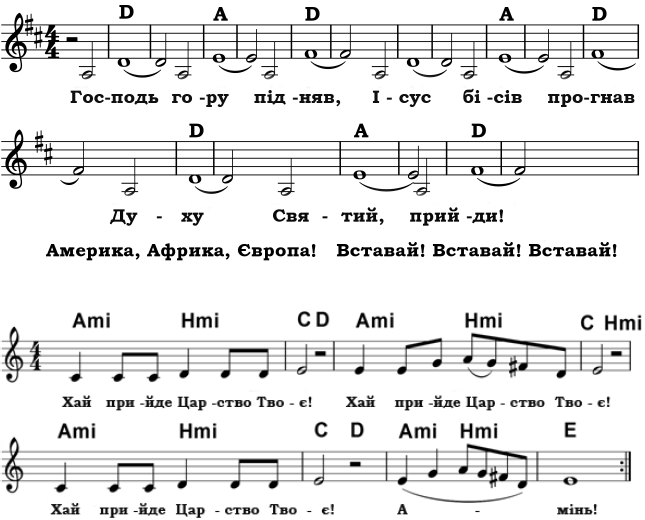 D A D A D
Гос-подь го-ру під-няв, І-сус бі-сів про-гнав
D A D
Ду-ху Свя-тий, прий-ди!
Америка, Африка, Європа! Вставай! Вставай! Вставай!
Ami Hmi C D Ami Hmi C Hmi
Хай при-йде Цар-ство Тво-є! Хай при-йде Цар-ство Тво-є!
Ami Hmi C D Ami Hmi E
Хай при-йде Цар-ство Тво-є! А - мінь!